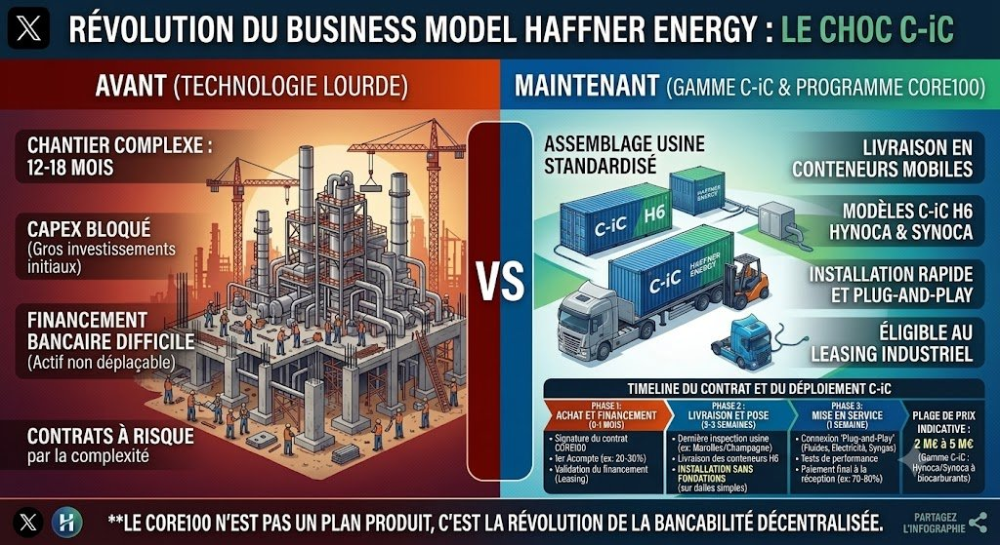 RÉVOLUTION DU BUSINESS MODEL HAFFNER ENERGY : LE CHOC C-iC
AVANT (TECHNOLOGIE LOURDE)
CHANTIER COMPLEXE :
12-18 MOIS
CAPEX BLOQUÉ
(Gros investissements
initiaux)
FINANCEMENT
BANCAIRE DIFFICILE
(Actif non déplaçable)
CONTRATS À RISQUE
par la complexité
VS
MAINTENANT (GAMME C-iC & PROGRAMME CORE100)
ASSEMBLAGE USINE
STANDARDISÉ
C-iC H6
HAFFNER
ENERGY
C-iC HAFFNER
ENERGY
LIVRAISON EN
CONTENEURS MOBILES
MODÈLES C-iC H6
HYNOCA & SYNOCA
INSTALLATION RAPIDE
ET PLUG-AND-PLAY
ÉLIGIBLE AU
LEASING INDUSTRIEL
TIMELINE DU CONTRAT ET DU DÉPLOIEMENT C-iC
PHASE 1:
ACHAT ET FINANCEMENT
(0-1 MOIS)
• Signature du contrat
CORE100
• 1er Acompte (ex: 20-30%)
• Validation du financement
(Leasing)
PHASE 2 :
LIVRAISON ET POSE
(3-3 SEMAINES)
• Dernière inspection usine
(ex: Marolles/Champagne)
• Livraison des conteneurs H6
• INSTALLATION SANS
FONDATIONS
(sur dalles simples)
PHASE 3:
MISE EN SERVICE
(1 SEMAINE)
• Connexion 'Plug-and-Play'
(Fluides, Electricité, Syngas)
• Tests de performance
• Paiement final à la
réception (ex: 70-80%)
PLAGE DE PRIX
INDICATIVE :
2 M€ à 5 M€
(Gamme C-iC :
Hynoca/Synoca à
biocarburants)
**LE CORE100 N'EST PAS UN PLAN PRODUIT, C'EST LA RÉVOLUTION DE LA BANCABILITÉ DÉCENTRALISÉE.
PARTAGEZ
L'INFOGRAPHIE